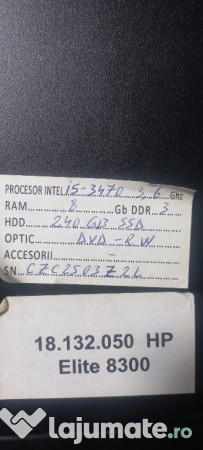 PROCESOR INTEL i5-3470 3,6 Ghz
RAM 8 Gb DDR 3
HDD 240 GB SSD
OPTIC DVD-RW
ACCESORII -
SN CZC2503Z2L
18.132.050 HP
Elite 8300
lajumate.ro